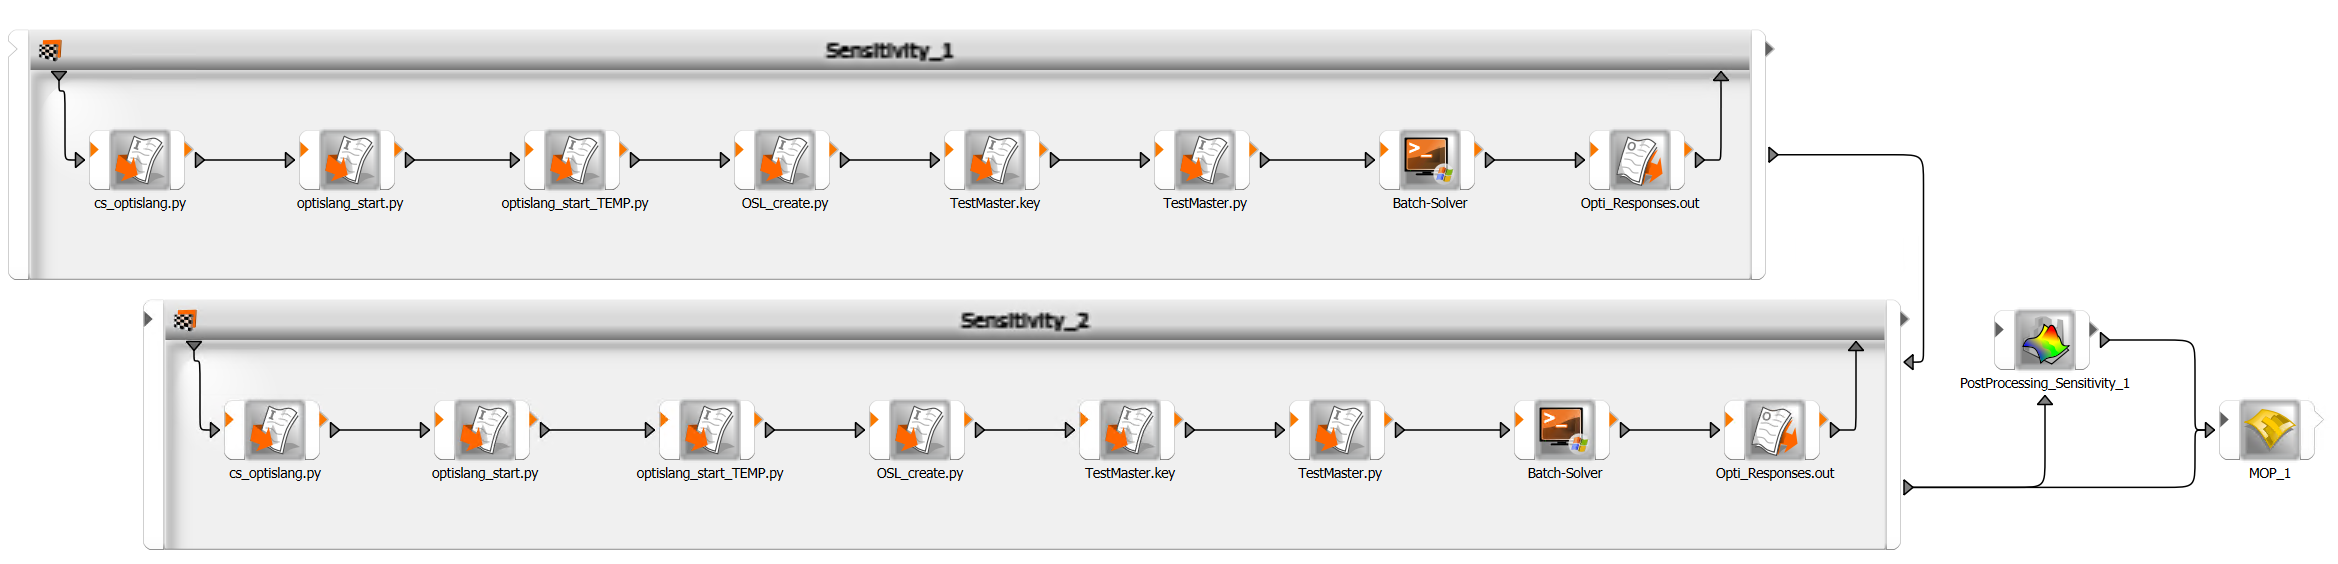 Sensitivity_1
cs_optislang.py
optislang_start.py
optislang_start_TEMP.py
OSL_create.py
TestMaster.key
TestMaster.py
Batch-Solver
Opti_Responses.out
Sensitivity_2
cs_optislang.py
optislang_start.py
optislang_start_TEMP.py
OSL_create.py
TestMaster.key
TestMaster.py
Batch-Solver
Opti_Responses.out
PostProcessing_Sensitivity_1
MOP_1